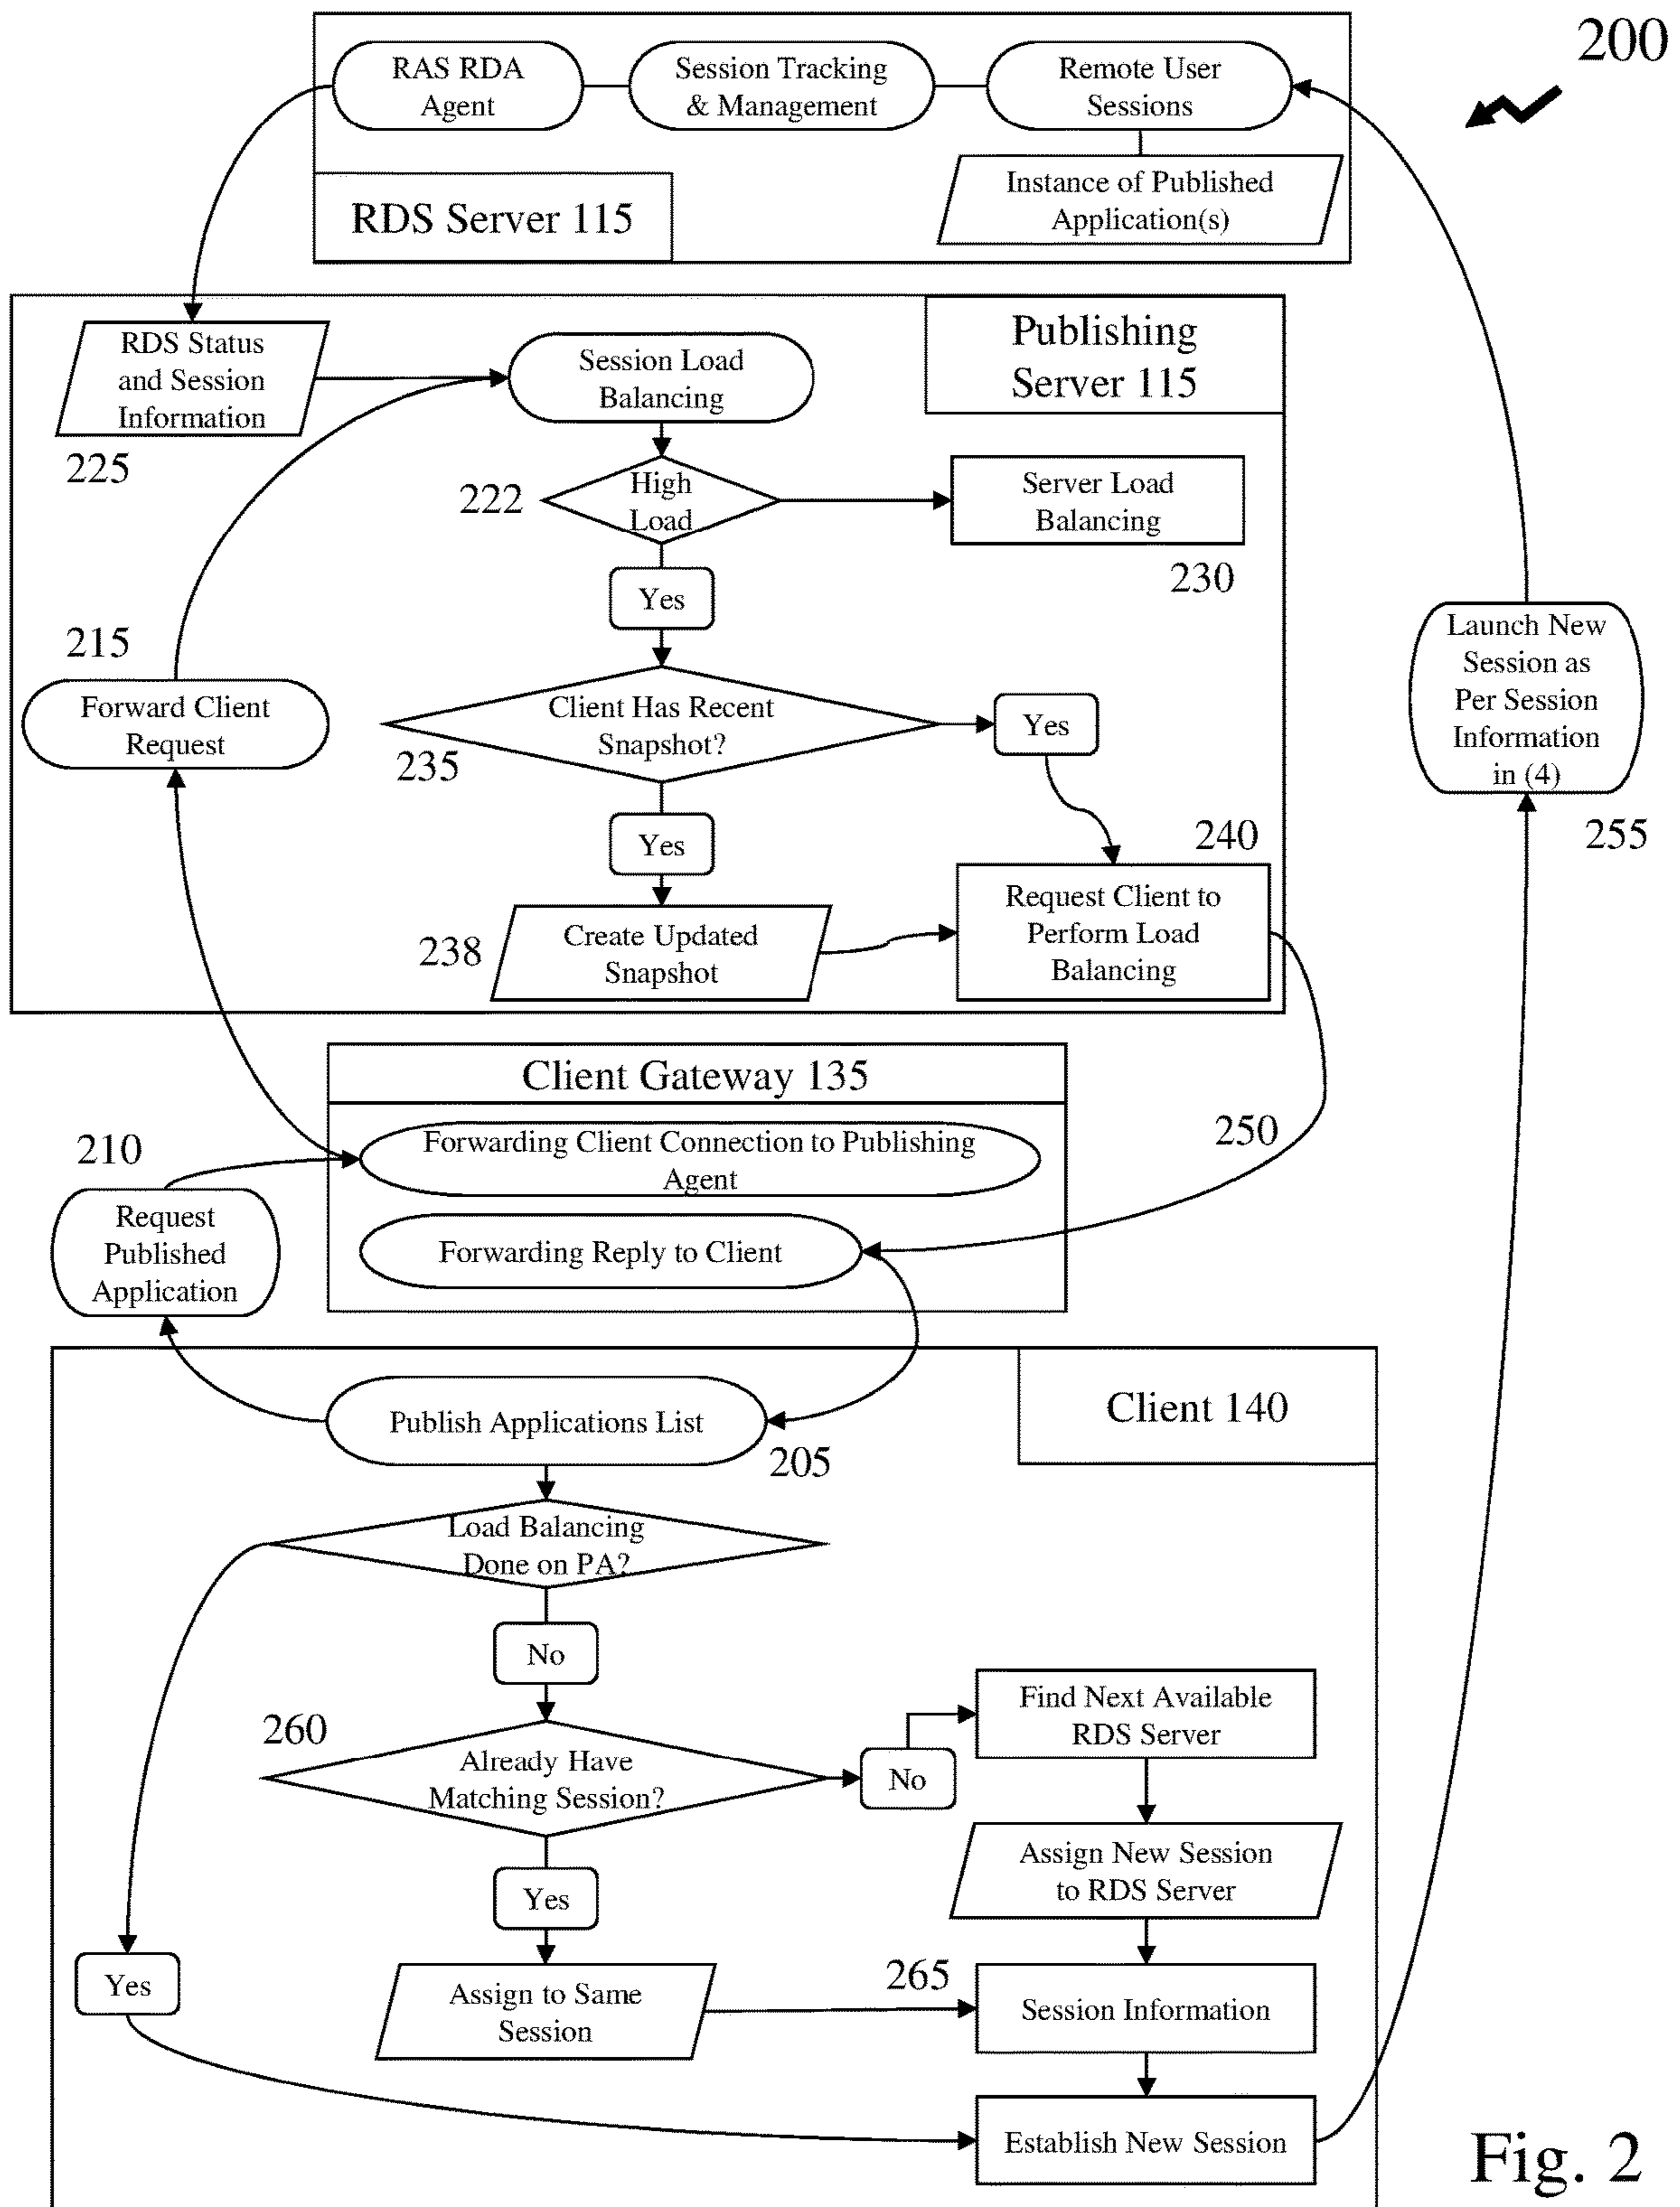 200
RAS RDA
Agent
Session Tracking
& Management
Remote User
Sessions
Instance of Published
Application(s)
RDS Server 115
Publishing
Server 115
RDS Status
and Session
Information
225
Session Load
Balancing
222
High
Load
Server Load
Balancing
230
Yes
215
Forward Client
Request
Client Has Recent
Snapshot?
235
Yes
Yes
240
238
Create Updated
Snapshot
Request Client to
Perform Load
Balancing
Launch New
Session as
Per Session
Information
in (4)
255
Client Gateway 135
Forwarding Client Connection to Publishing
Agent
Forwarding Reply to Client
250
210
Request
Published
Application
Client 140
Publish Applications List
205
Load Balancing
Done on PA?
No
260
Already Have
Matching Session?
No
Find Next Available
RDS Server
Yes
Assign New Session
to RDS Server
Yes
Assign to Same
Session
265
Session Information
Establish New Session
Fig. 2